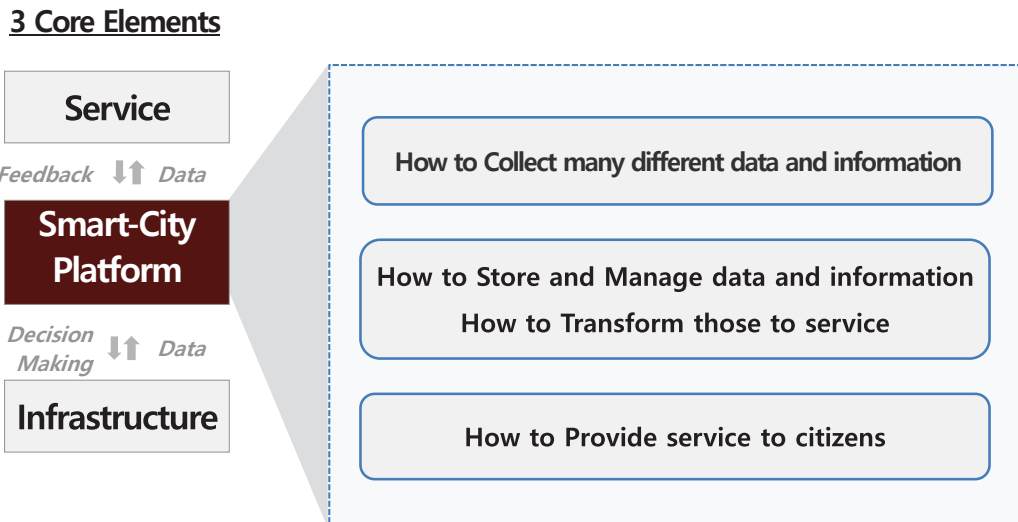 3 Core Elements
Service
Feedback
Data
Smart-City
Platform
Decision
Making
Data
Infrastructure
How to Collect many different data and information
How to Store and Manage data and information
How to Transform those to service
How to Provide service to citizens